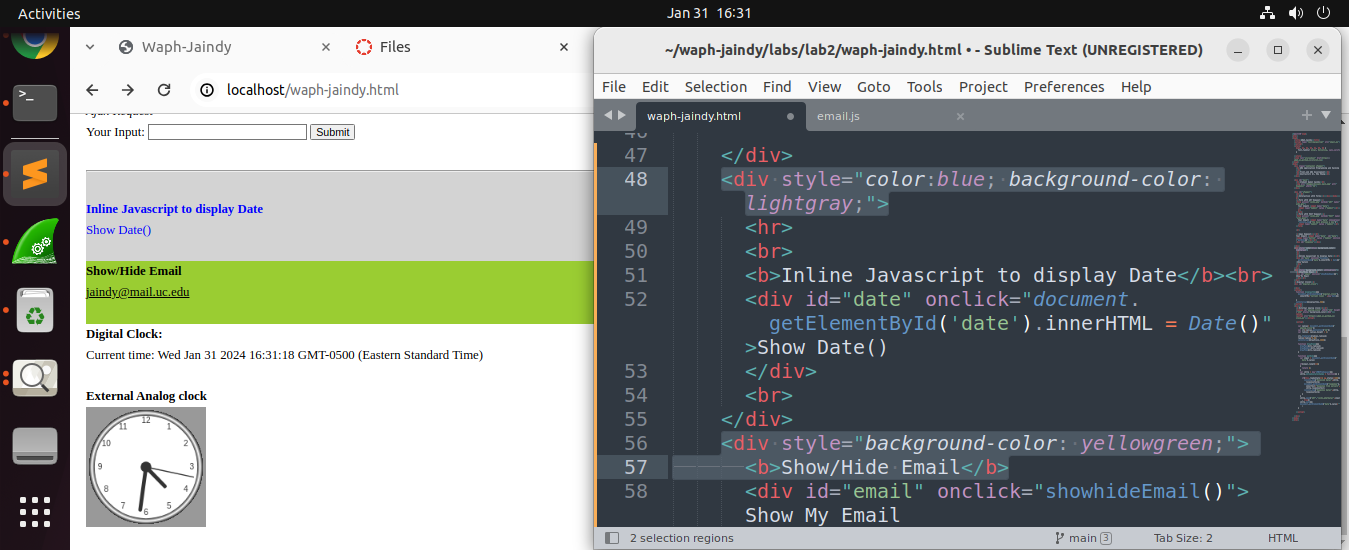 Activities
Jan 31 16:31
Waph-Jaindy
Files
localhost/waph-jaindy.html
Ajax Request
Your Input:
Submit
Inline Javascript to display Date
Show Date()
Show/Hide Email
jaindy@mail.uc.edu
Digital Clock:
Current time: Wed Jan 31 2024 16:31:18 GMT-0500 (Eastern Standard Time)
External Analog clock
12
1
2
3
4
5
6
7
8
9
10
11
~/waph-jaindy/labs/lab2/waph-jaindy.html • - Sublime Text (UNREGISTERED)
File Edit Selection Find View Goto Tools Project Preferences Help
waph-jaindy.html
email.js
46
47 </div>
48 <div style="color:blue; background-color:
lightgray;">
49 <hr>
50 <br>
51 <b>Inline Javascript to display Date</b><br>
52 <div id="date" onclick="document.
getElementById('date').innerHTML = Date()"
>Show Date()
53 </div>
54 <br>
55 </div>
56 <div style="background-color: yellowgreen;">
57 <b>Show/Hide Email</b>
58 <div id="email" onclick="showhideEmail()">
Show My Email
2 selection regions
main 3
Tab Size: 2
HTML